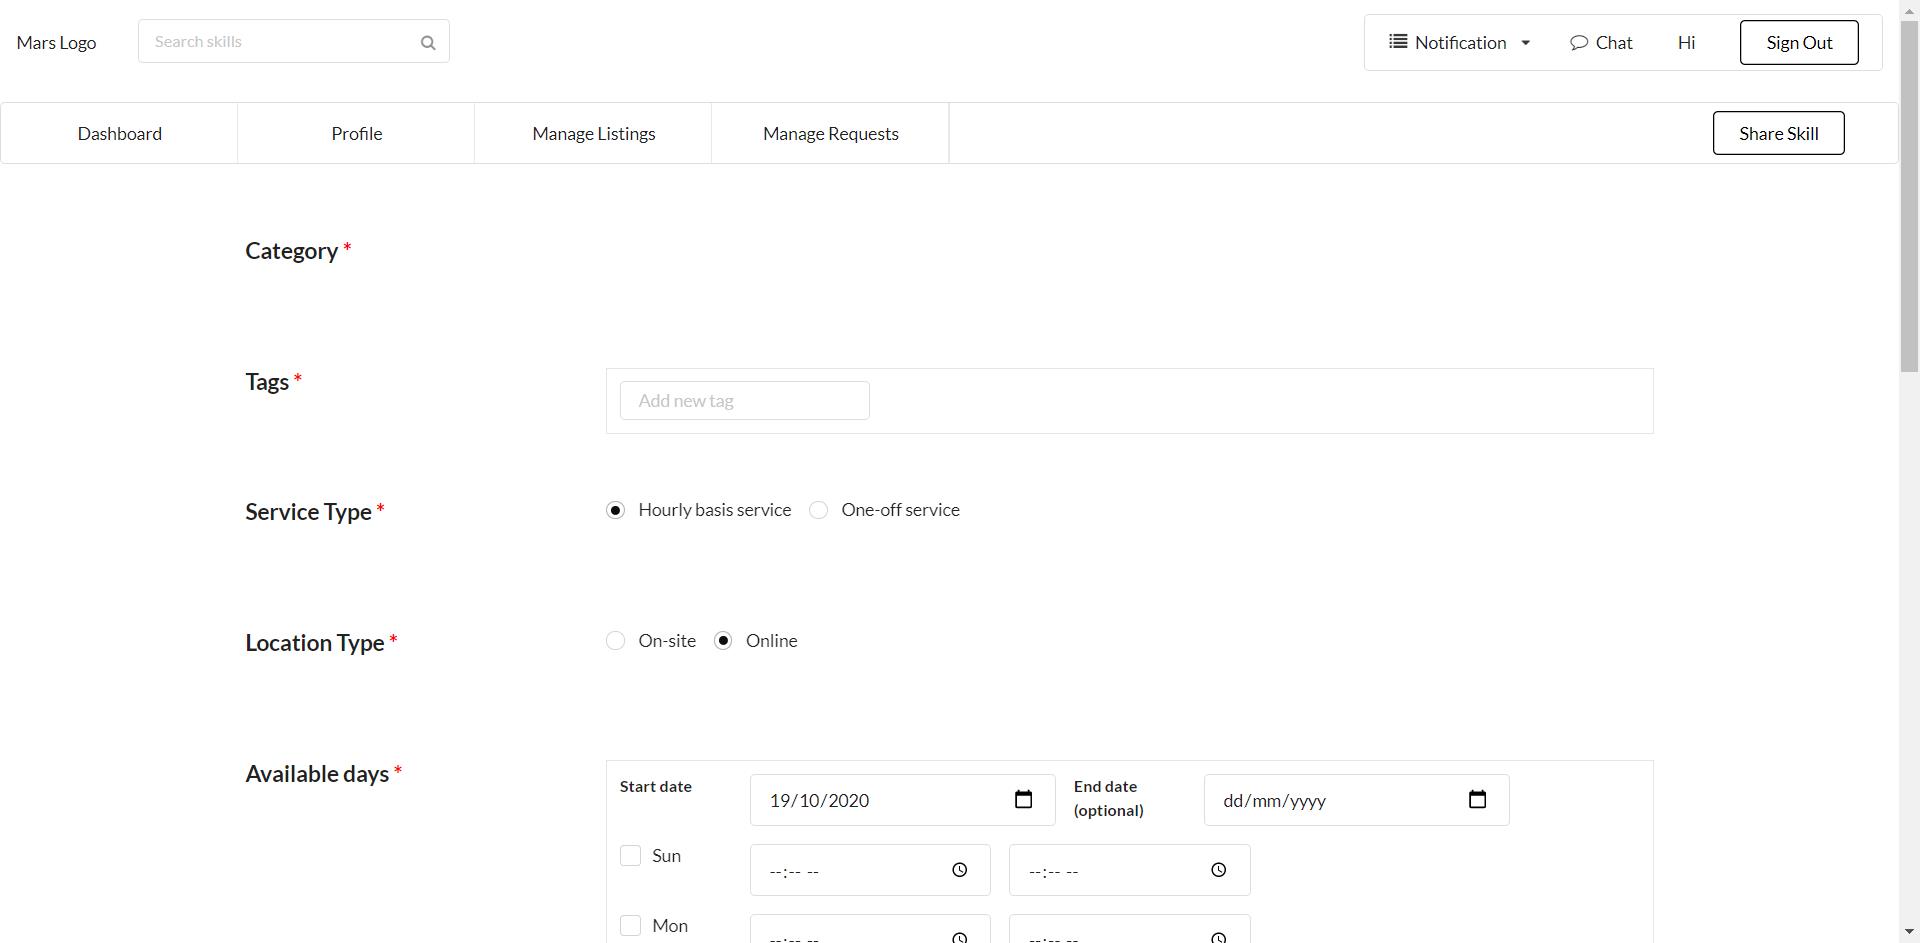 Mars Logo
Search skills
Notification
Chat
Hi
Sign Out
Dashboard
Profile
Manage Listings
Manage Requests
Share Skill
Category *
Tags *
Add new tag
Service Type *
Hourly basis service
One-off service
Location Type *
On-site
Online
Available days *
Start date
19/10/2020
End date
(optional)
dd/mm/yyyy
Sun
--:-- --
--:-- --
Mon
--:-- --
--:-- --